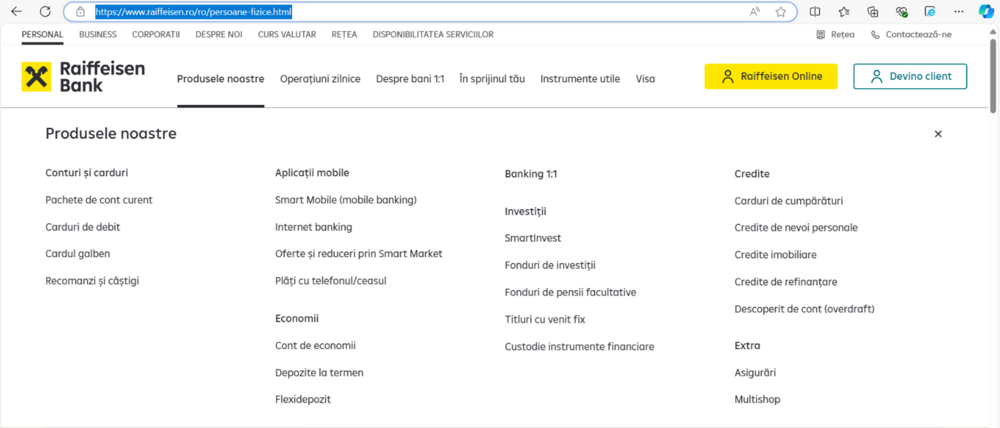 https://www.raiffeisen.ro/ro/persoane-fizice.html
PERSONAL BUSINESS CORPORATII DESPRE NOI CURS VALUTAR REȚEA DISPONIBILITATEA SERVICIILOR Rețea Contactează-ne
Raiffeisen
Bank
Produsele noastre Operațiuni zilnice Despre bani 1:1 În sprijinul tău Instrumente utile Visa Raiffeisen Online Devino client
Produsele noastre
Conturi și carduri
Pachete de cont curent
Carduri de debit
Cardul galben
Recomanzi și câștigi
Aplicații mobile
Smart Mobile (mobile banking)
Internet banking
Oferte și reduceri prin Smart Market
Plăți cu telefonul/ceasul
Economii
Cont de economii
Depozite la termen
Flexidepozit
Banking 1:1
Investiții
SmartInvest
Fonduri de investiții
Fonduri de pensii facultative
Titluri cu venit fix
Custodie instrumente financiare
Credite
Carduri de cumpărături
Credite de nevoi personale
Credite imobiliare
Credite de refinanțare
Descoperit de cont (overdraft)
Extra
Asigurări
Multishop